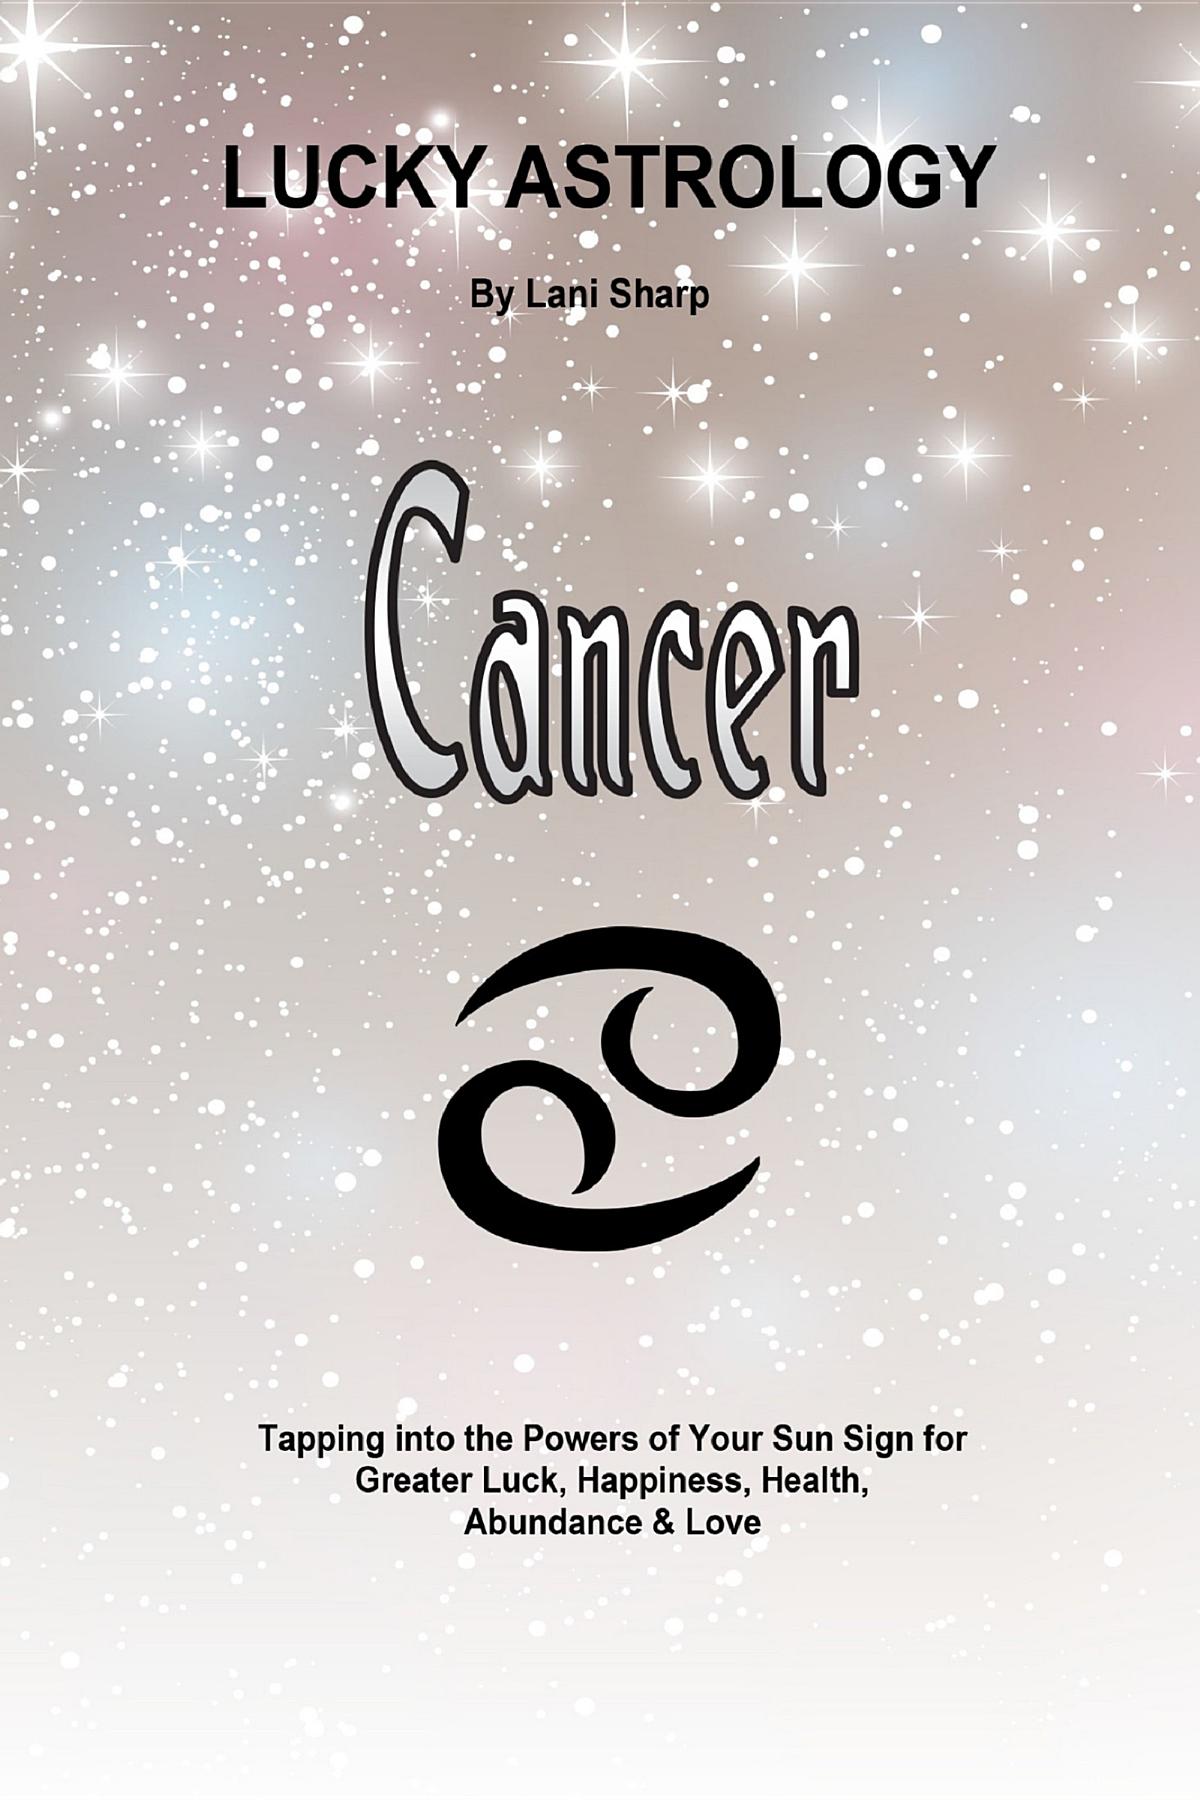 LUCKY ASTROLOGY
By Lani Sharp
Cancer
Tapping into the Powers of Your Sun Sign for
Greater Luck, Happiness, Health,
Abundance & Love